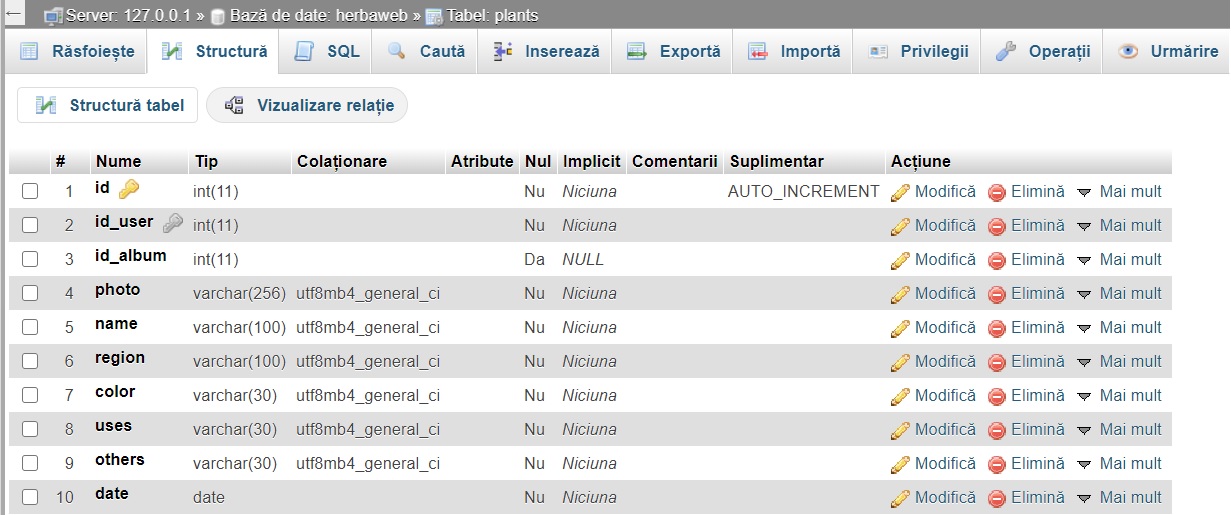 Server: 127.0.0.1 » Bază de date: herbaweb » Tabel: plants
Răsfoiește Structură SQL Caută Inserează Exportă Importă Privilegii Operații Urmărire
Structură tabel Vizualizare relație
# Nume Tip Colaționare Atribute Nul Implicit Comentarii Suplimentar Acțiune
1 id int(11) Nu Niciuna AUTO_INCREMENT Modifică Elimină Mai mult
2 id_user int(11) Nu Niciuna Modifică Elimină Mai mult
3 id_album int(11) Da NULL Modifică Elimină Mai mult
4 photo varchar(256) utf8mb4_general_ci Nu Niciuna Modifică Elimină Mai mult
5 name varchar(100) utf8mb4_general_ci Nu Niciuna Modifică Elimină Mai mult
6 region varchar(100) utf8mb4_general_ci Nu Niciuna Modifică Elimină Mai mult
7 color varchar(30) utf8mb4_general_ci Nu Niciuna Modifică Elimină Mai mult
8 uses varchar(30) utf8mb4_general_ci Nu Niciuna Modifică Elimină Mai mult
9 others varchar(30) utf8mb4_general_ci Nu Niciuna Modifică Elimină Mai mult
10 date date Nu Niciuna Modifică Elimină Mai mult